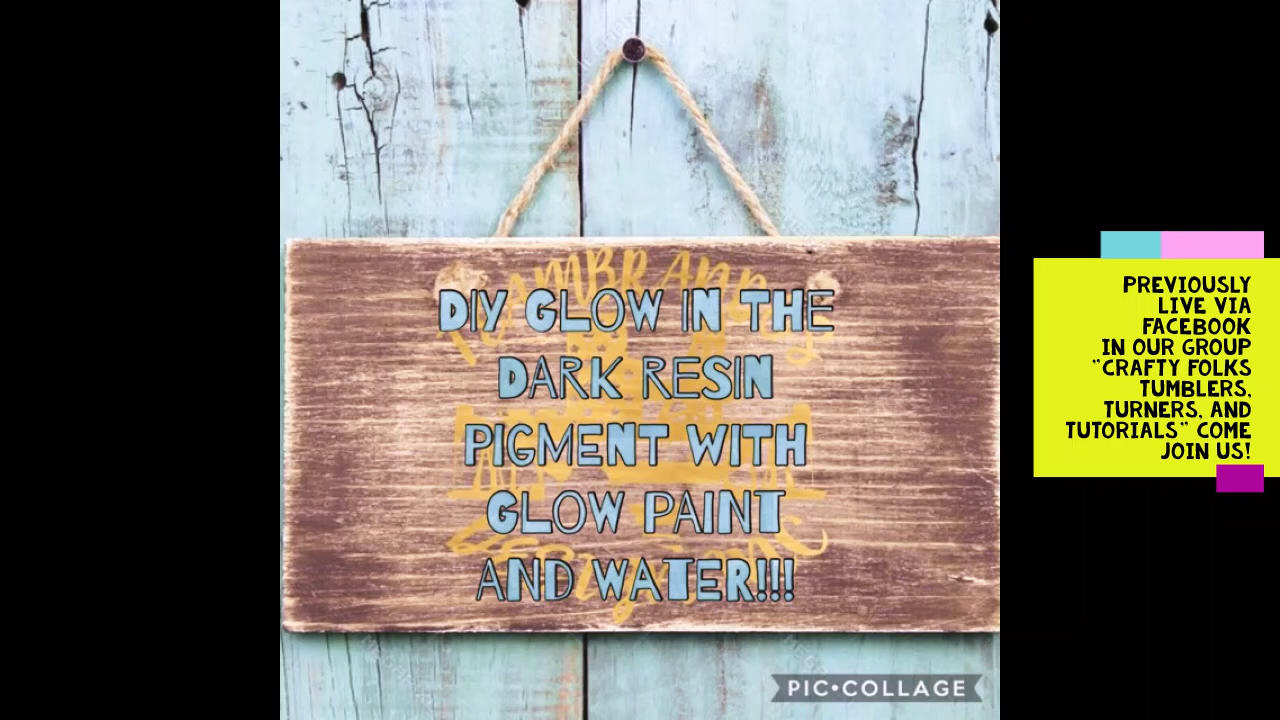 DIY GLOW IN THE
DARK RESIN
PIGMENT WITH
GLOW PAINT
AND WATER!!!
PIC•COLLAGE
PREVIOUSLY
LIVE VIA
FACEBOOK
IN OUR GROUP
"CRAFTY FOLKS
TUMBLERS,
TURNERS, AND
TUTORIALS" COME
JOIN US!